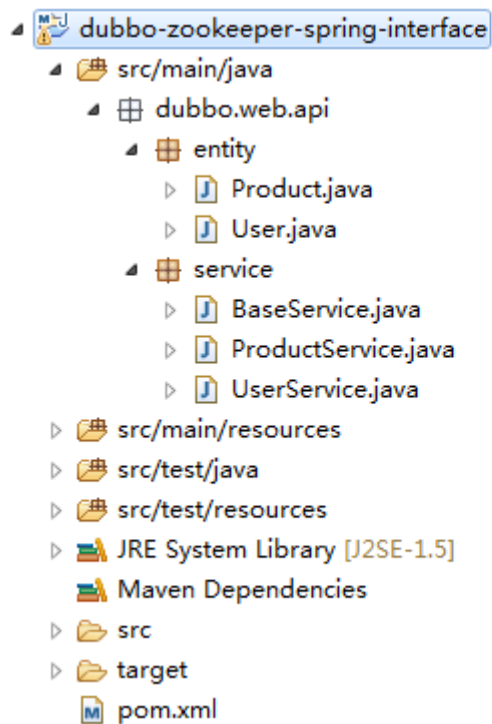 dubbo-zookeeper-spring-interface
src/main/java
dubbo.web.api
entity
Product.java
User.java
service
BaseService.java
ProductService.java
UserService.java
src/main/resources
src/test/java
src/test/resources
JRE System Library [J2SE-1.5]
Maven Dependencies
src
target
pom.xml